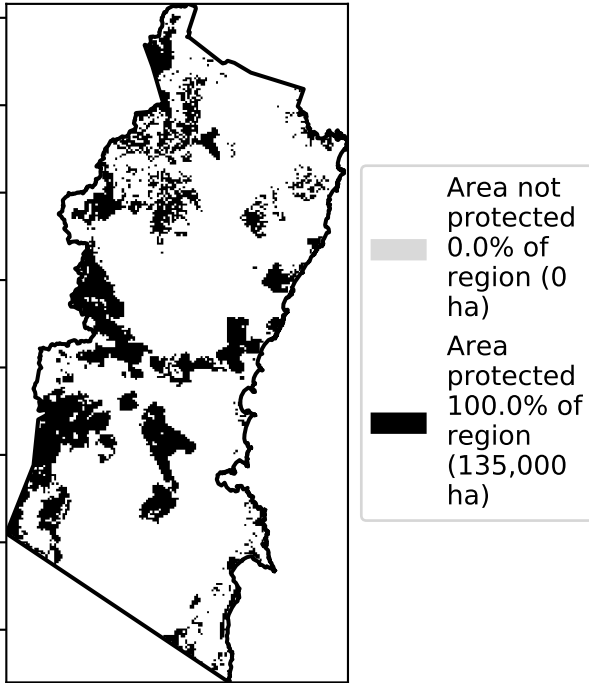 Area not
protected
0.0% of
region (0
ha)
Area
protected
100.0% of
region
(135,000
ha)